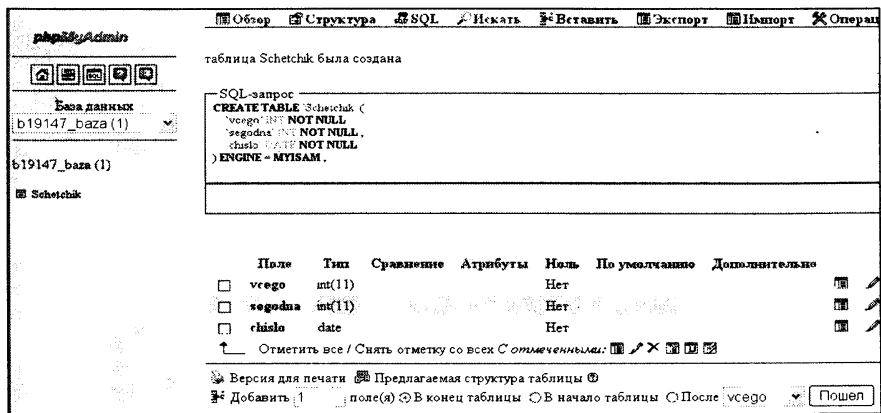 Обзор Структура SQL Искать Вставить Экспорт Импорт Операц
phpMyAdmin
таблица Schetchik была создана
База данных
b19147_baza (1)
b19147_baza (1)
Schetchik
SQL-запрос
CREATE TABLE `Schetchik` (
`vcego` INT NOT NULL
`segodna` INT NOT NULL ,
`chislo` DATE NOT NULL
) ENGINE = MYISAM ,
Поле Тип Сравнение Атрибуты Ноль По умолчанию Дополнительно
vcego int(11) Нет
segodna int(11) Нет
chislo date Нет
Отметить все / Снять отметку со всех С отмеченными:
Версия для печати Предлагаемая структура таблицы
Добавить 1 поле(я) В конец таблицы В начало таблицы После vcego Пошел